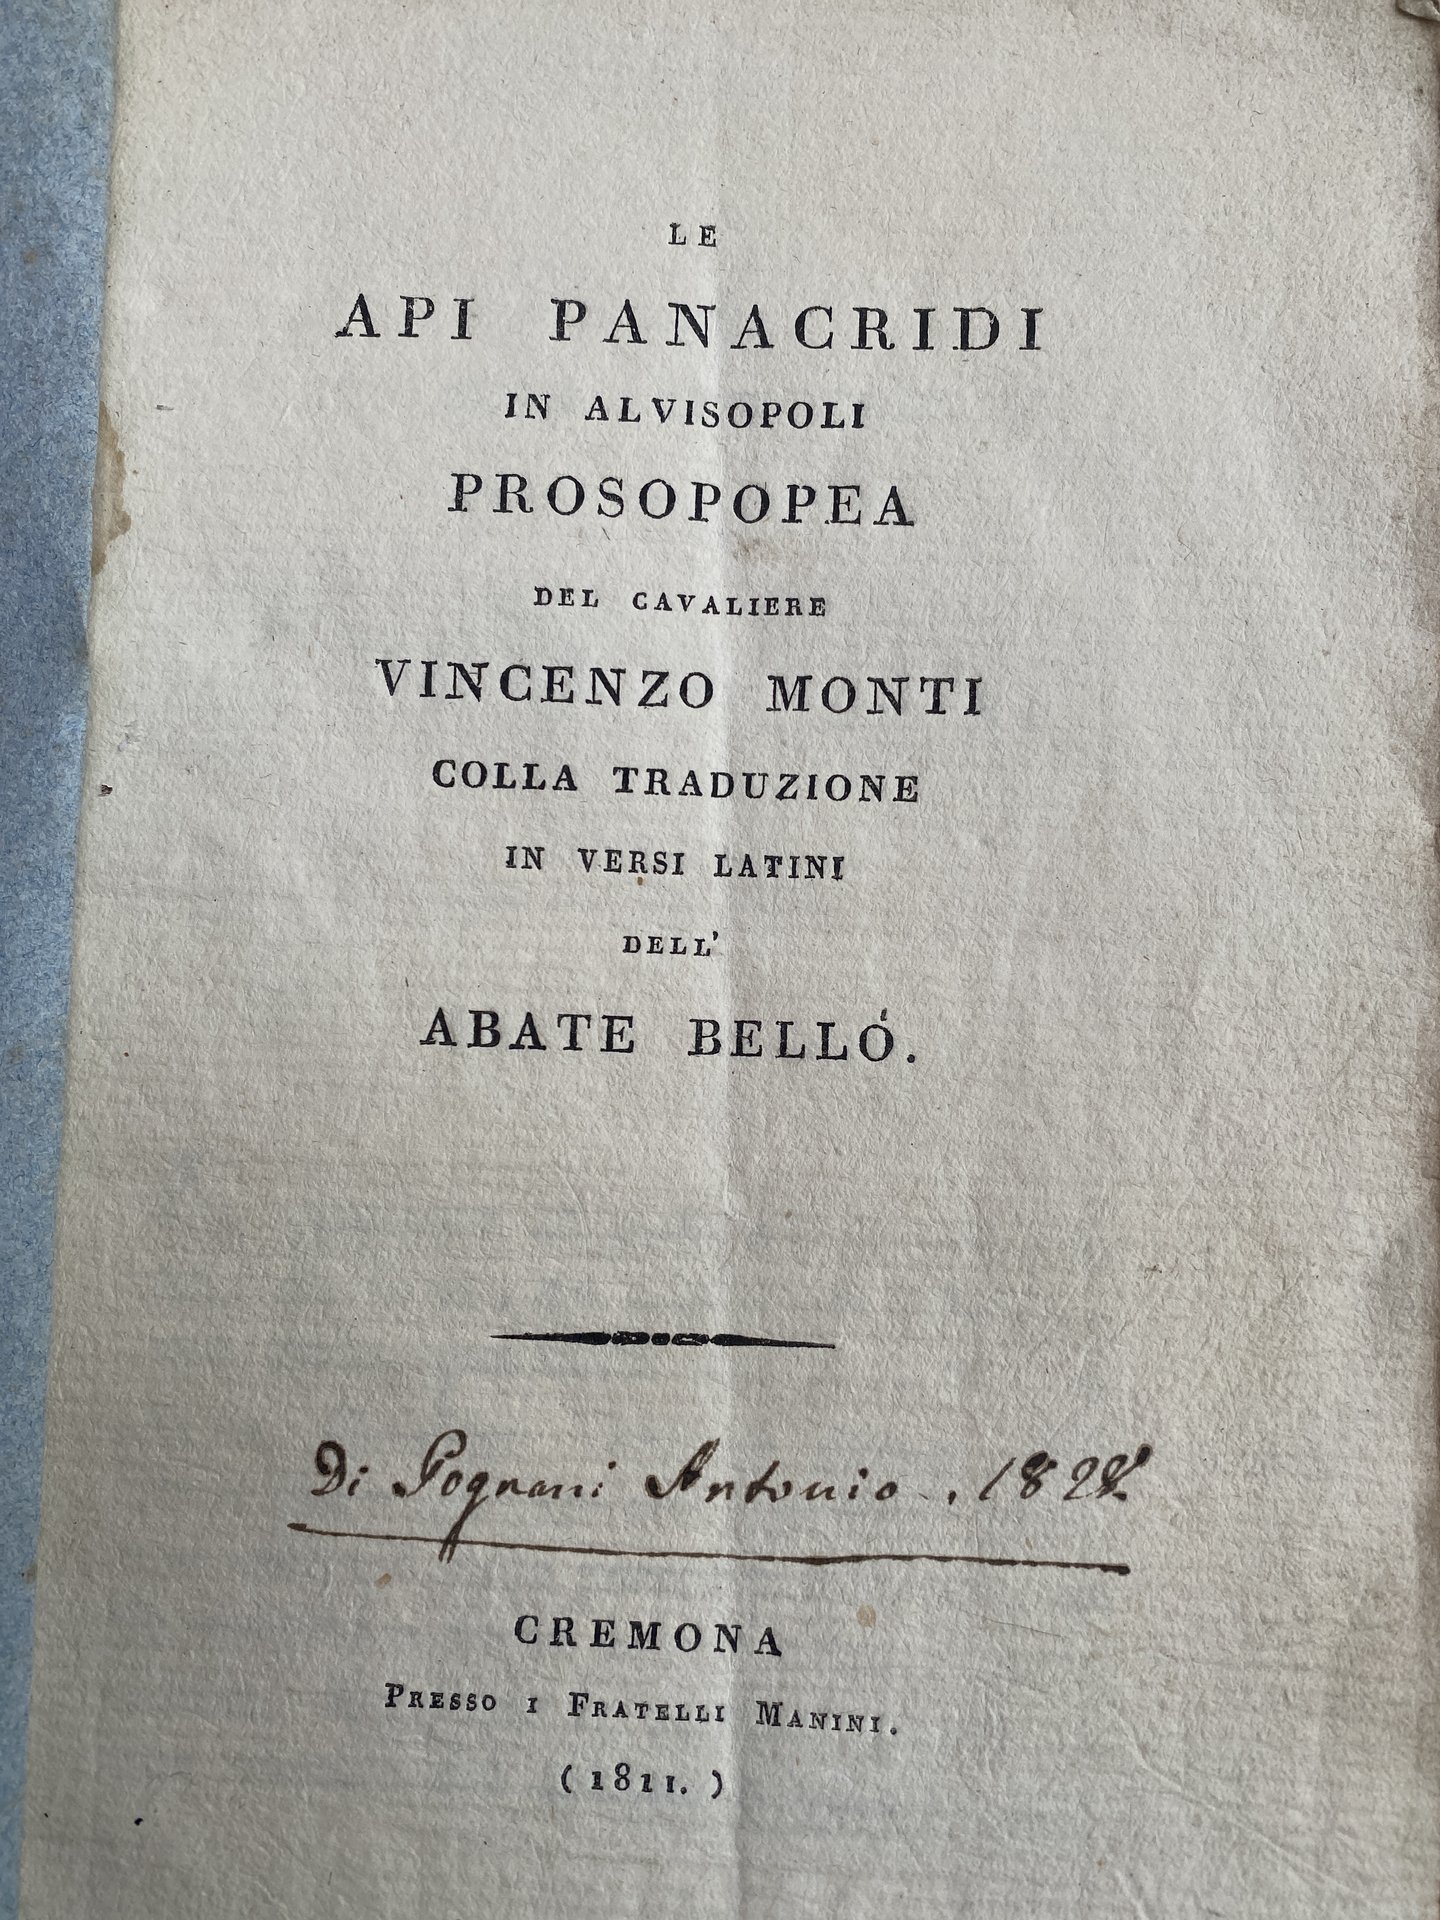 LE
API PANACRIDI
IN ALVISOPOLI
PROSOPOPEA
DEL CAVALIERE
VINCENZO MONTI
COLLA TRADUZIONE
IN VERSI LATINI
DELL'
ABATE BELLÓ.
Di Antonio. 1828
CREMONA
PRESSO I FRATELLI MANINI.
(1811.)